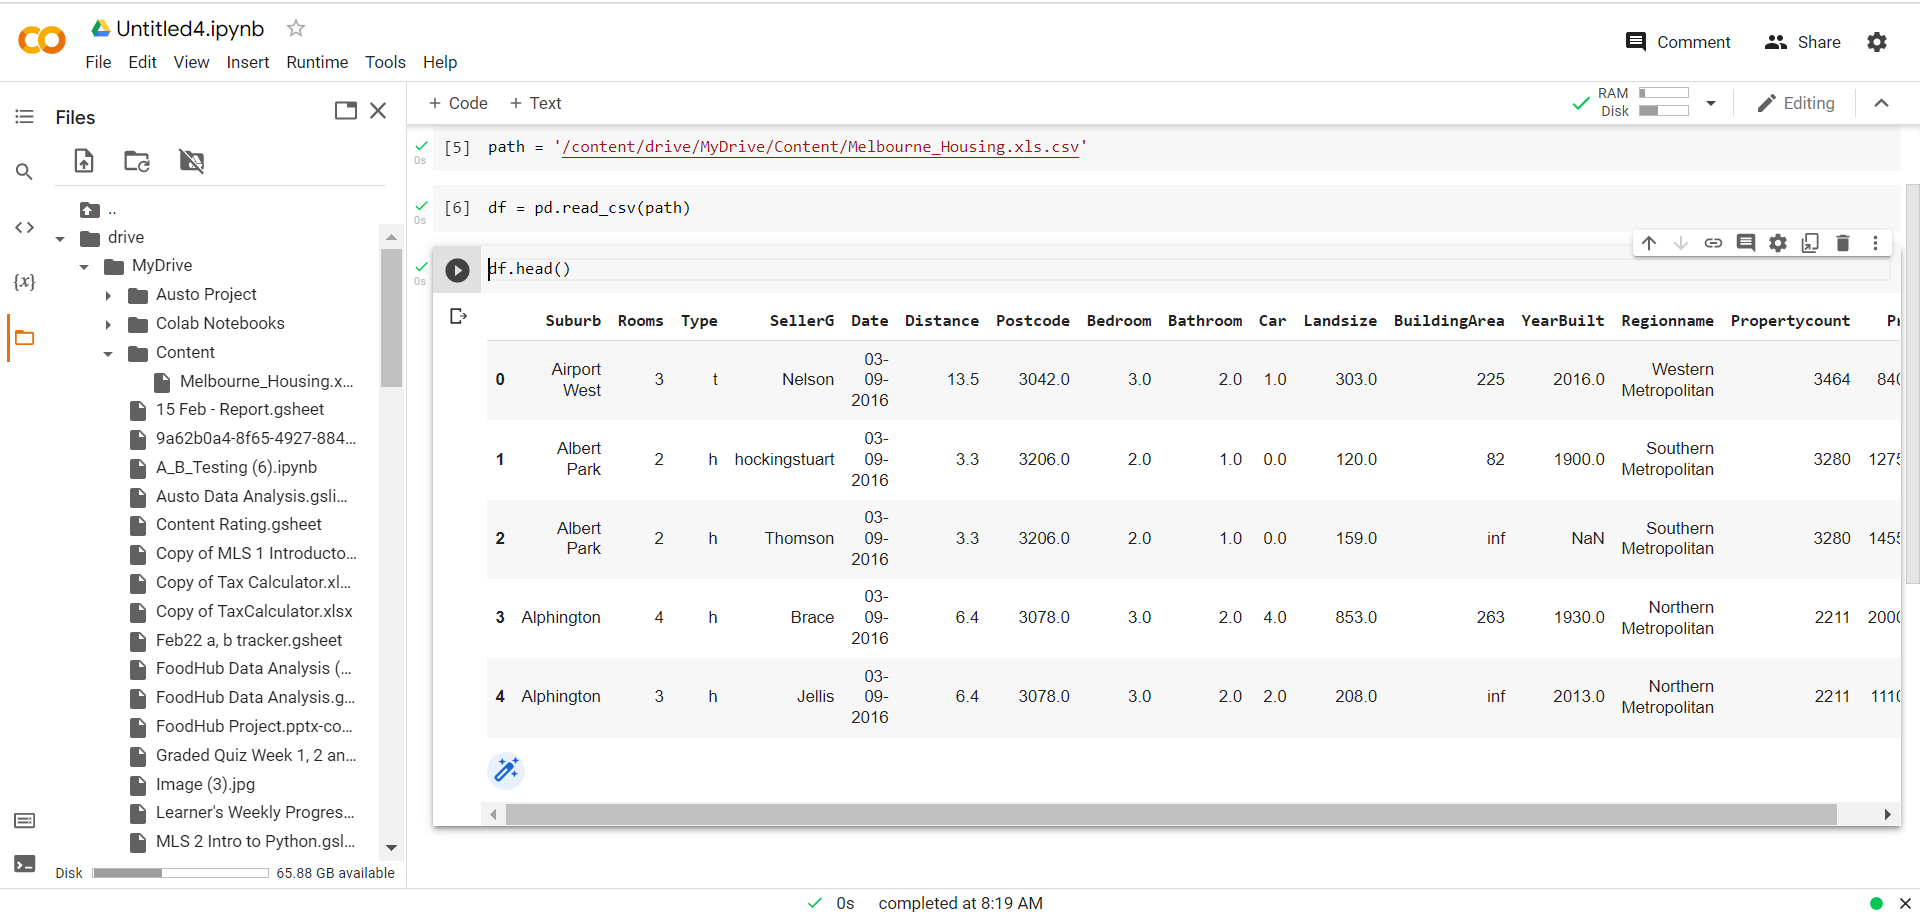 Untitled4.ipynb
File Edit View Insert Runtime Tools Help
Comment Share
Files
..
drive
MyDrive
Austo Project
Colab Notebooks
Content
Melbourne_Housing.x...
15 Feb - Report.gsheet
9a62b0a4-8f65-4927-884...
A_B_Testing (6).ipynb
Austo Data Analysis.gsli...
Content Rating.gsheet
Copy of MLS 1 Introducto...
Copy of Tax Calculator.xl...
Copy of TaxCalculator.xlsx
Feb22 a, b tracker.gsheet
FoodHub Data Analysis (...
FoodHub Data Analysis.g...
FoodHub Project.pptx-co...
Graded Quiz Week 1, 2 an...
Image (3).jpg
Learner's Weekly Progres...
MLS 2 Intro to Python.gsl...
Disk 65.88 GB available
+ Code + Text
RAM
Disk
Editing
0s [5] path = '/content/drive/MyDrive/Content/Melbourne_Housing.xls.csv'
0s [6] df = pd.read_csv(path)
0s df.head()
Suburb Rooms Type SellerG Date Distance Postcode Bedroom Bathroom Car Landsize BuildingArea YearBuilt Regionname Propertycount Pr
0 Airport West 3 t Nelson 03-09-2016 13.5 3042.0 3.0 2.0 1.0 303.0 225 2016.0 Western Metropolitan 3464 840
1 Albert Park 2 h hockingstuart 03-09-2016 3.3 3206.0 2.0 1.0 0.0 120.0 82 1900.0 Southern Metropolitan 3280 1275
2 Albert Park 2 h Thomson 03-09-2016 3.3 3206.0 2.0 1.0 0.0 159.0 inf NaN Southern Metropolitan 3280 1455
3 Alphington 4 h Brace 03-09-2016 6.4 3078.0 3.0 2.0 4.0 853.0 263 1930.0 Northern Metropolitan 2211 2000
4 Alphington 3 h Jellis 03-09-2016 6.4 3078.0 3.0 2.0 2.0 208.0 inf 2013.0 Northern Metropolitan 2211 1110
0s completed at 8:19 AM